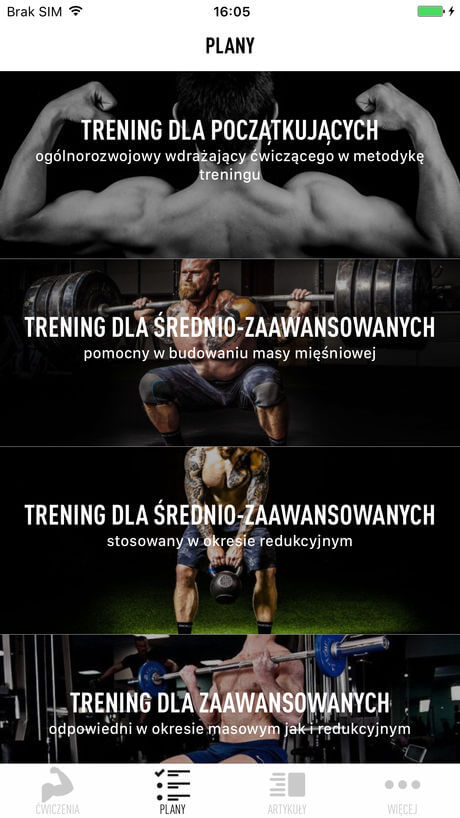 Brak SIM 16:05
PLANY
TRENING DLA POCZĄTKUJĄCYCH
ogólnorozwojowy wdrażający ćwiczącego w metodykę
treningu
TRENING DLA ŚREDNIO-ZAAWANSOWANYCH
pomocny w budowaniu masy mięśniowej
TRENING DLA ŚREDNIO-ZAAWANSOWANYCH
stosowany w okresie redukcyjnym
TRENING DLA ZAAWANSOWANYCH
odpowiedni w okresie masowym jak i redukcyjnym
ĆWICZENIA PLANY ARTYKUŁY WIĘCEJ